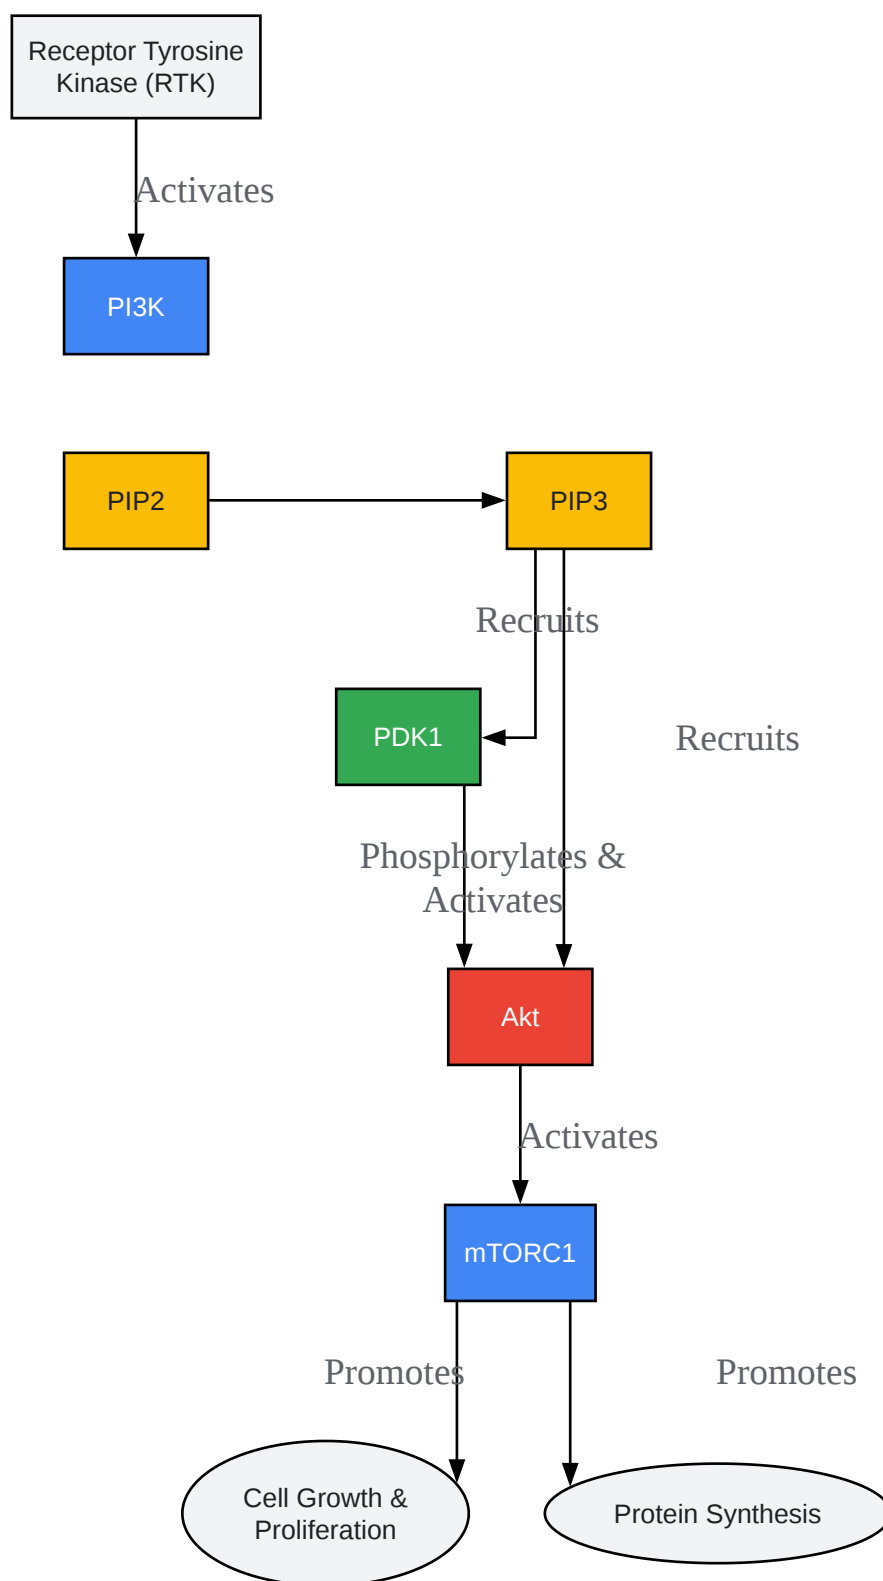 Receptor Tyrosine
Kinase (RTK)
Activates
PI3K
PIP2
PIP3
Recruits
PDK1
Recruits
Phosphorylates &
Activates
Akt
Activates
mTORC1
Promotes
Promotes
Cell Growth &
Proliferation
Protein Synthesis